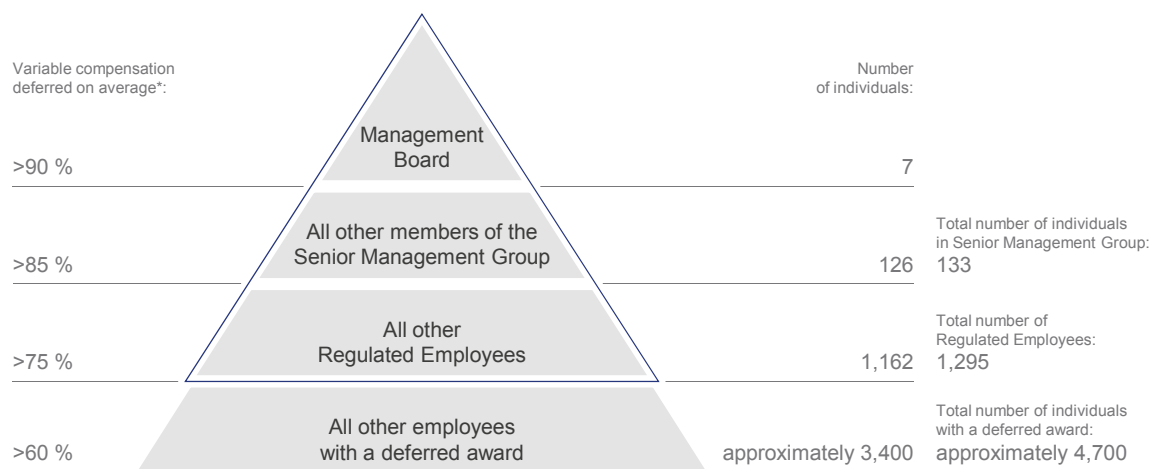 Variable compensation
deferred on average*:
Number
of individuals:
Management
Board
>90 %
7
All other members of the
Senior Management Group
>85 %
126
Total number of individuals
in Senior Management Group:
133
All other
Regulated Employees
>75 %
1,162
Total number of
Regulated Employees:
1,295
All other employees
with a deferred award
>60 %
approximately 3,400
Total number of individuals
with a deferred award:
approximately 4,700